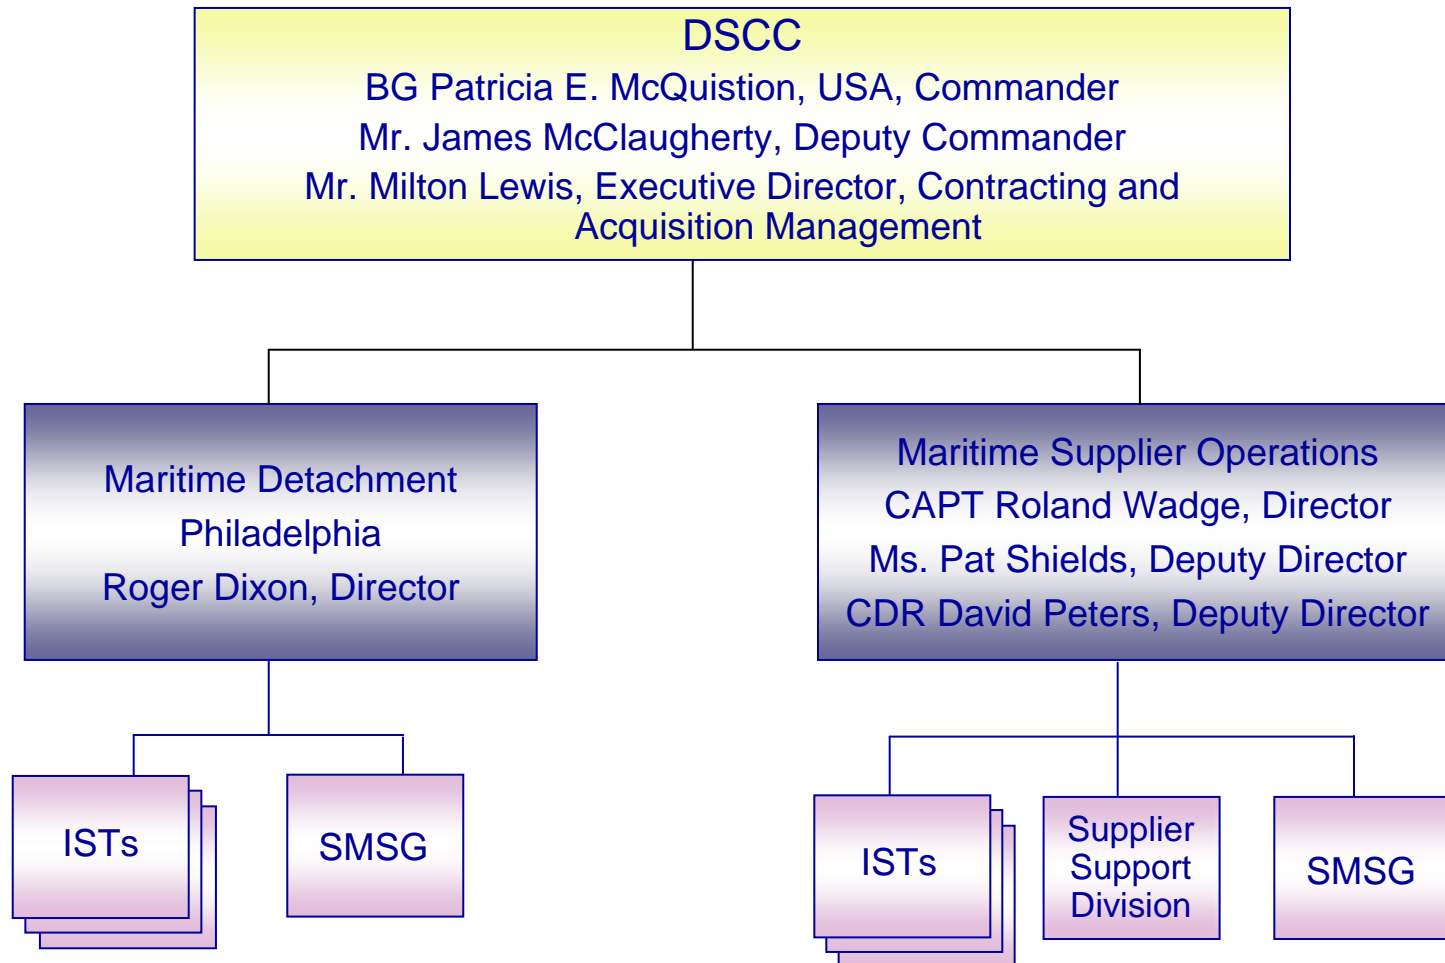 DSCC
BG Patricia E. McQuistion, USA, Commander
Mr. James McClaugherty, Deputy Commander
Mr. Milton Lewis, Executive Director, Contracting and
Acquisition Management
Maritime Detachment
Philadelphia
Roger Dixon, Director
Maritime Supplier Operations
CAPT Roland Wadge, Director
Ms. Pat Shields, Deputy Director
CDR David Peters, Deputy Director
ISTs
SMSG
ISTs
Supplier
Support
Division
SMSG